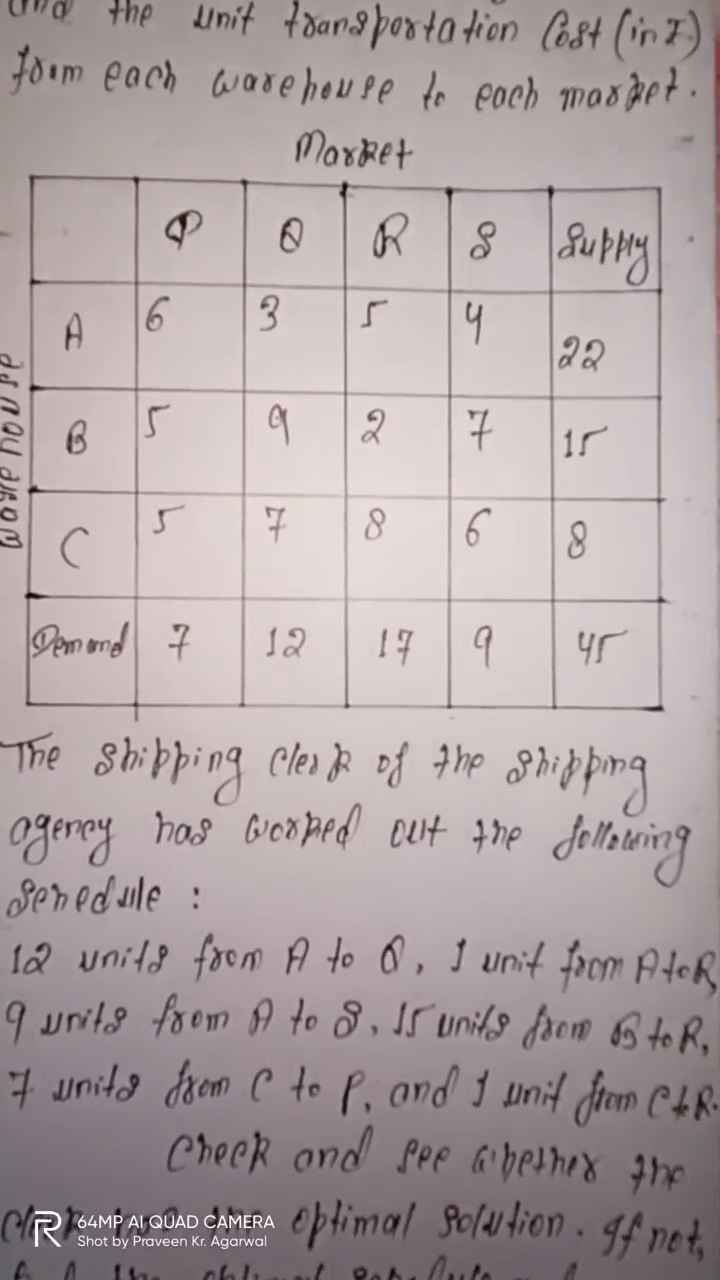 and the unit transportation Cost (in ₹)
from each warehouse to each market.
Market
P Q R S Supply
A 6 3 5 4 22
B 5 9 2 7 15
C 5 7 8 6 8
Demand 7 12 17 9 45
warehouse
The shipping clerk of the shipping
agency has worked out the following
schedule :
12 units from A to Q, 1 unit from A to R,
9 units from A to S, 15 units from B to R,
7 units from C to P, and 1 unit from C to R.
Check and see whether the
optimal solution. If not,
64MP AI QUAD CAMERA
Shot by Praveen Kr. Agarwal